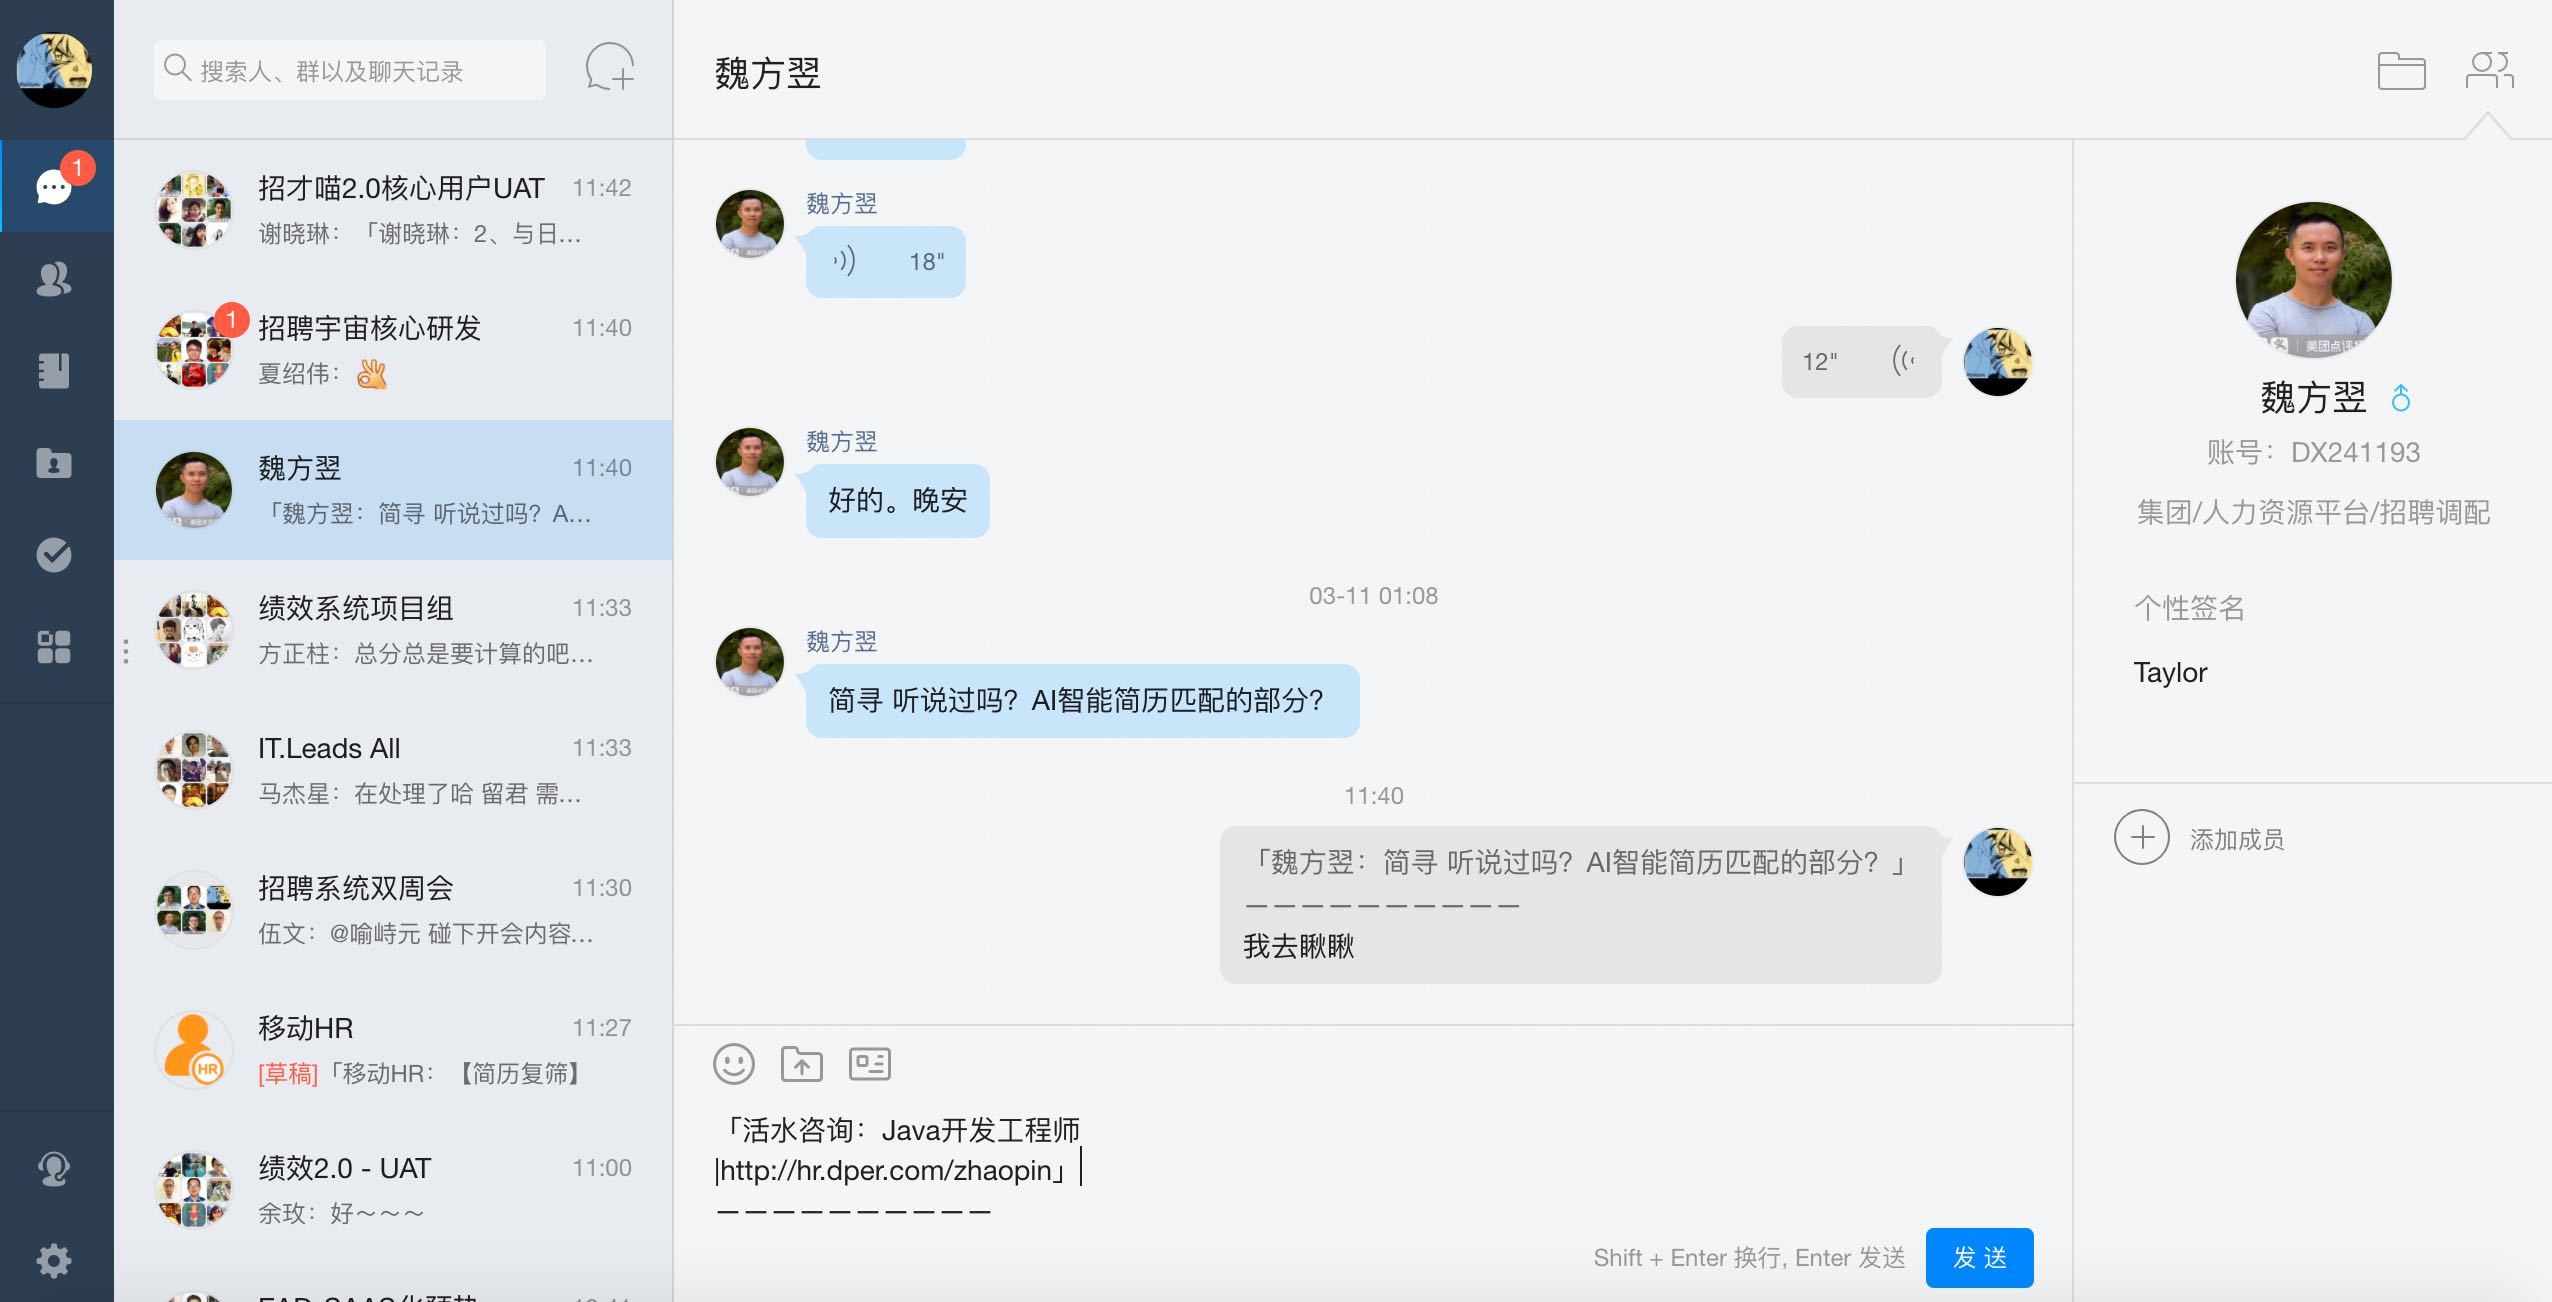 搜索人、群以及聊天记录
1
招才喵2.0核心用户UAT 11:42
谢晓琳：「谢晓琳：2、与日...
1
招聘宇宙核心研发 11:40
夏绍伟：
魏方翌 11:40
「魏方翌：简寻 听说过吗？A...
绩效系统项目组 11:33
方正柱：总分总是要计算的吧...
IT.Leads All 11:33
马杰星：在处理了哈 留君 需...
招聘系统双周会 11:30
伍文：@喻峙元 碰下开会内容...
移动HR 11:27
HR
[草稿]「移动HR：【简历复筛】
绩效2.0 - UAT 11:00
余玫：好～～～
魏方翌
魏方翌
18"
12"
魏方翌
好的。晚安
03-11 01:08
魏方翌
简寻 听说过吗？AI智能简历匹配的部分？
11:40
「魏方翌：简寻 听说过吗？AI智能简历匹配的部分？」
— — — — — — — — — —
我去瞅瞅
「活水咨询：Java开发工程师
|http://hr.dper.com/zhaopin」
— — — — — — — — — —
Shift + Enter 换行, Enter 发送
发 送
美团点评
魏方翌
账号：DX241193
集团/人力资源平台/招聘调配
个性签名
Taylor
添加成员